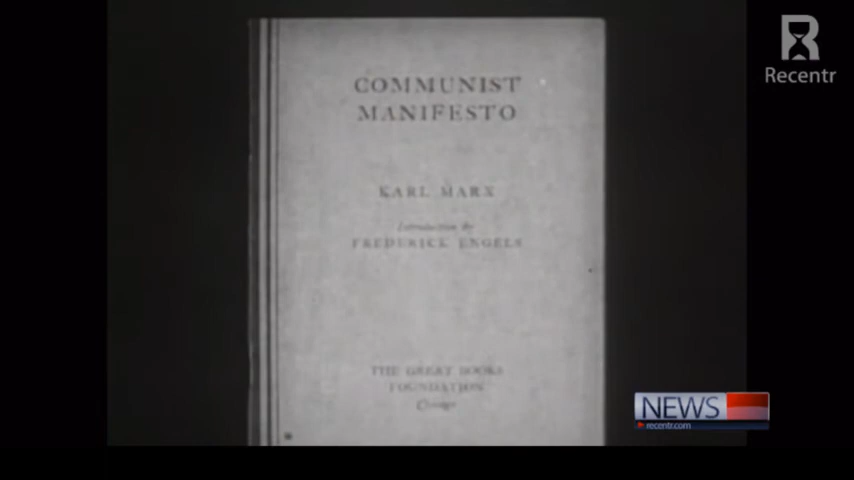 COMMUNIST
MANIFESTO
KARL MARX
Introduction By
FREDERICK ENGELS
THE GREAT BOOKS
FOUNDATION
Chicago
R
Recentr
NEWS
recentr.com